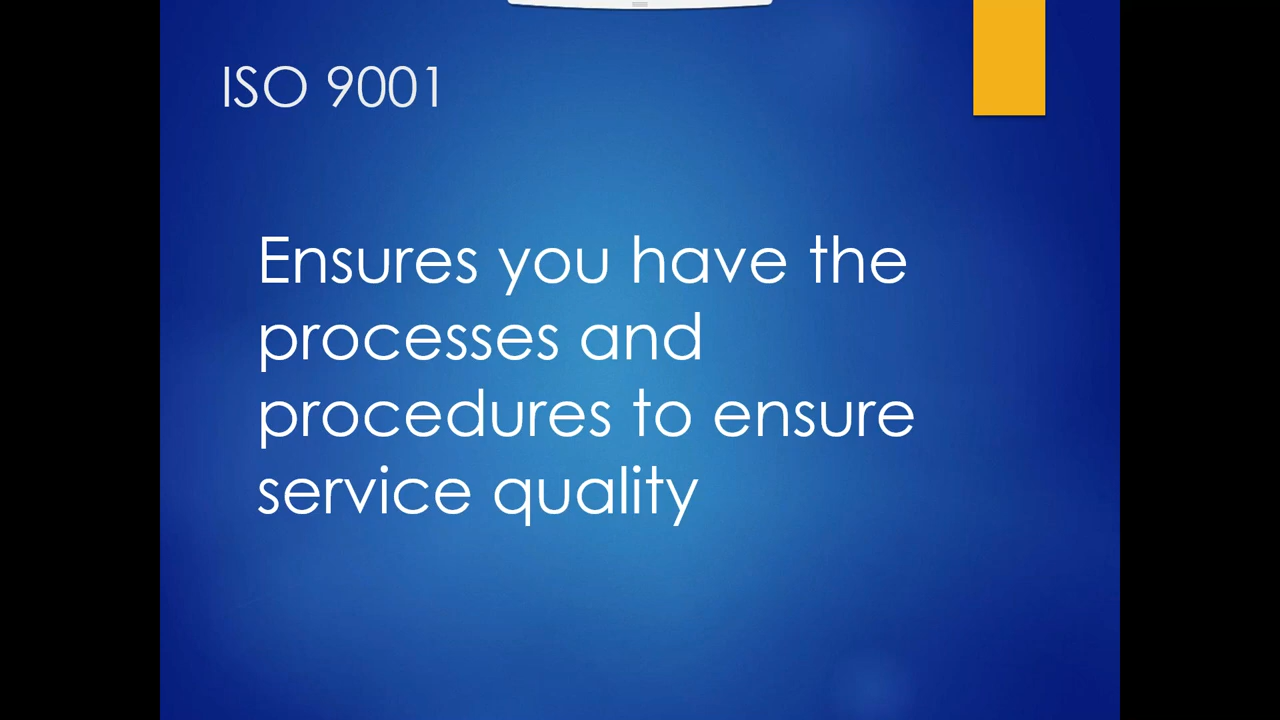 ISO 9001
Ensures you have the
processes and
procedures to ensure
service quality